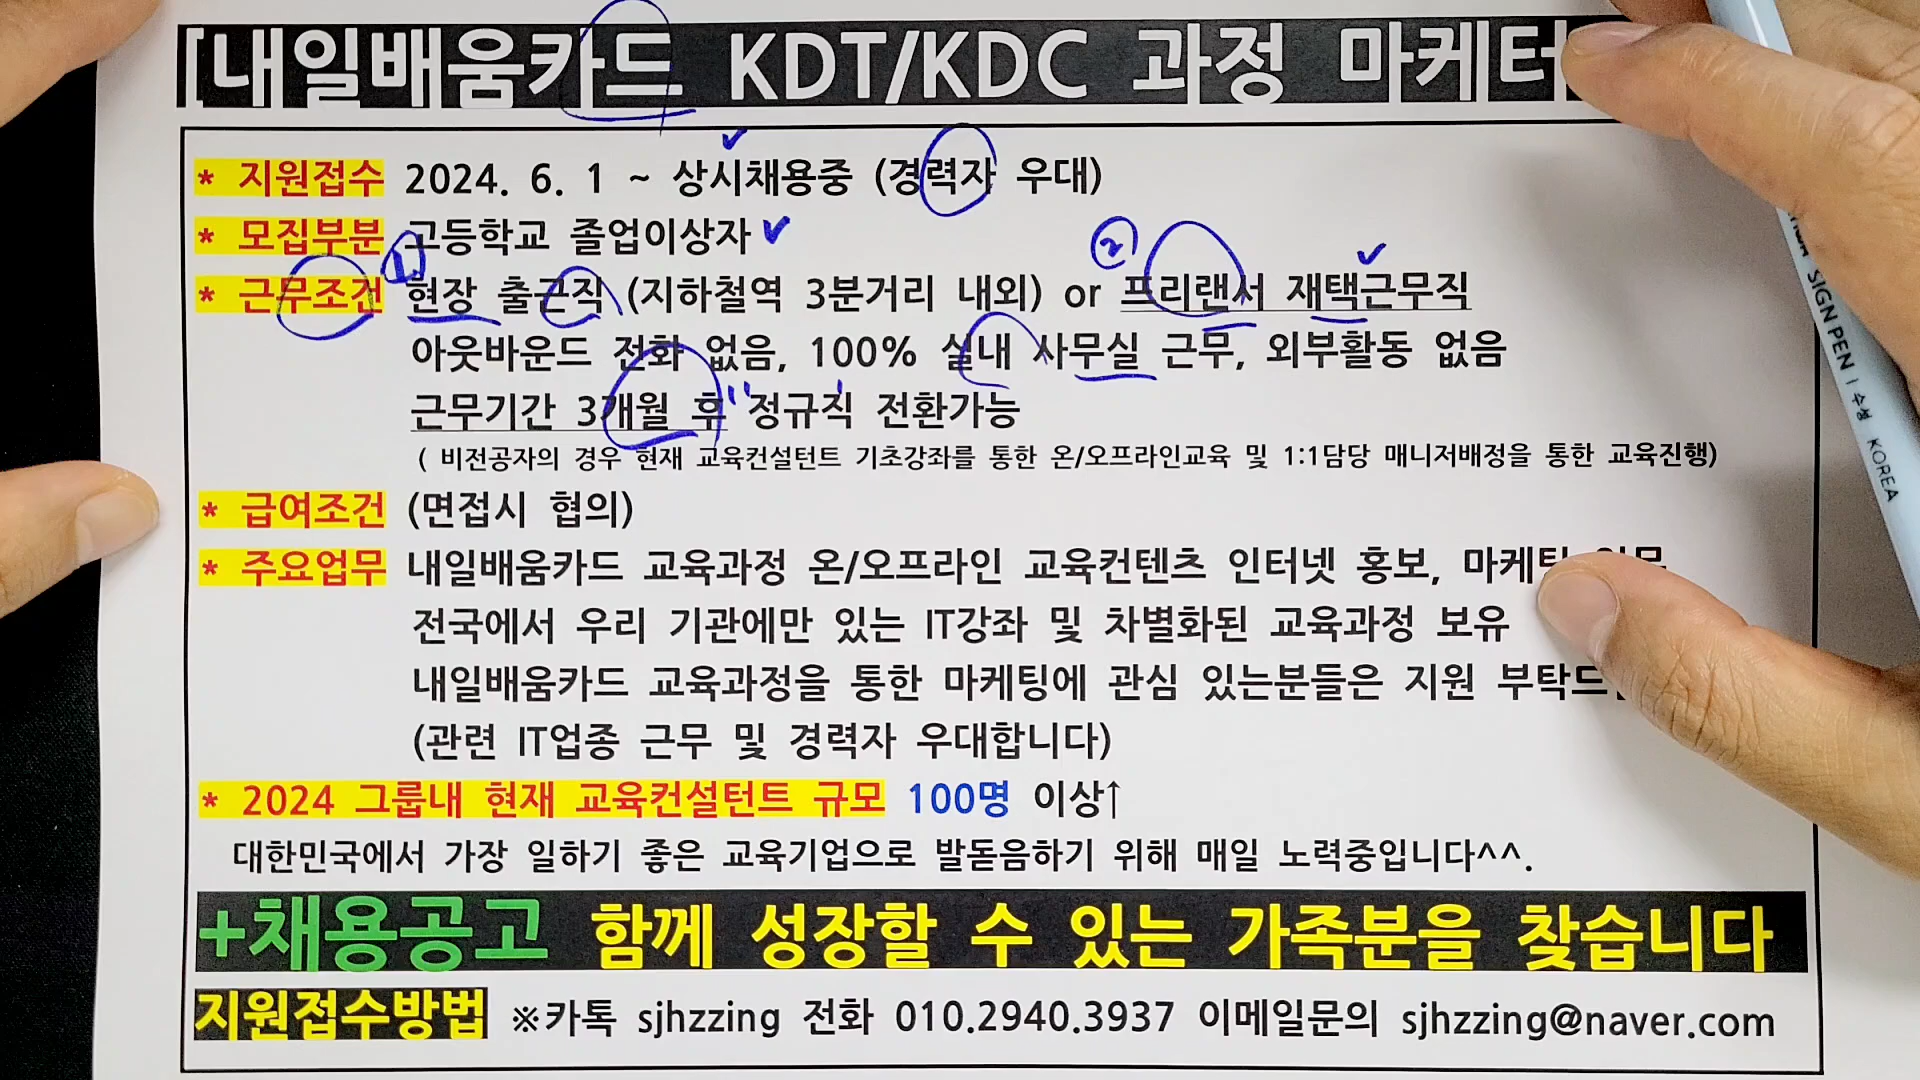 「내일배움카드 KDT/KDC 과정 마케터
* 지원접수 2024. 6. 1 ~ 상시채용중 (경력자 우대)
* 모집부분 고등학교 졸업이상자
① ②
* 근무조건 현장 출근직 (지하철역 3분거리 내외) or 프리랜서 재택근무직
아웃바운드 전화 없음, 100% 실내 사무실 근무, 외부활동 없음
근무기간 3개월 후 정규직 전환가능
( 비전공자의 경우 현재 교육컨설턴트 기초강좌를 통한 온/오프라인교육 및 1:1담당 매니저배정을 통한 교육진행)
* 급여조건 (면접시 협의)
* 주요업무 내일배움카드 교육과정 온/오프라인 교육컨텐츠 인터넷 홍보, 마케팅
전국에서 우리 기관에만 있는 IT강좌 및 차별화된 교육과정 보유
내일배움카드 교육과정을 통한 마케팅에 관심 있는분들은 지원
(관련 IT업종 근무 및 경력자 우대합니다)
* 2024 그룹내 현재 교육컨설턴트 규모 100명 이상↑
대한민국에서 가장 일하기 좋은 교육기업으로 발돋음하기 위해 매일 노력중입니다^^.
+채용공고 함께 성장할 수 있는 가족분을 찾습니다
지원접수방법 ※카톡 sjhzzing 전화 010.2940.3937 이메일문의 sjhzzing@naver.com
SIGN PEN | 수성 KOREA